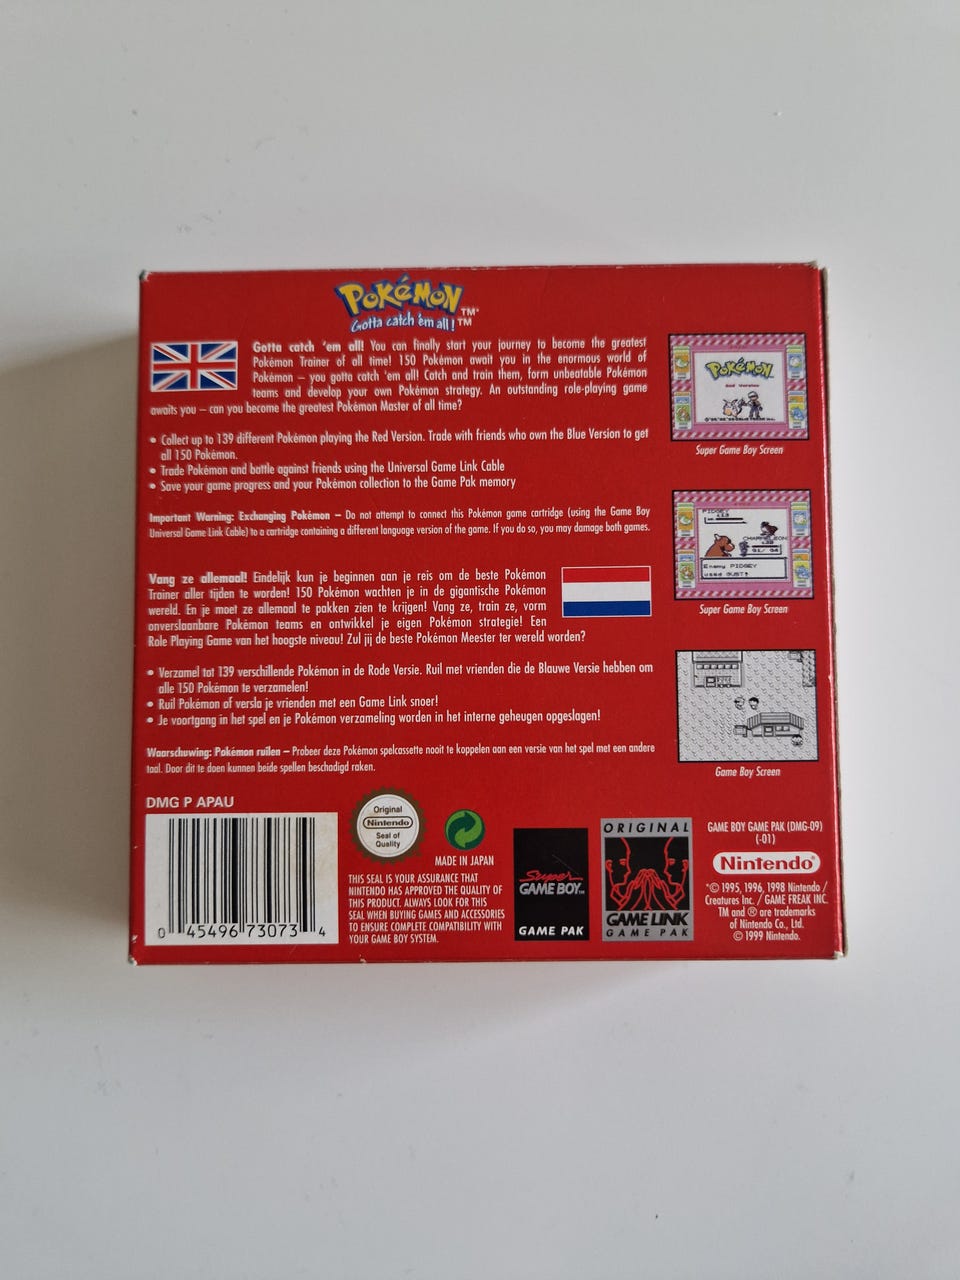 POKéMON
TM
Gotta catch 'em all! TM
Gotta catch 'em all! You can finally start your journey to become the greatest
Pokémon Trainer of all time! 150 Pokémon await you in the enormous world of
Pokémon – you gotta catch 'em all! Catch and train them, form unbeatable Pokémon
teams and develop your own Pokémon strategy. An outstanding role-playing game
awaits you – can you become the greatest Pokémon Master of all time?
• Collect up to 139 different Pokémon playing the Red Version. Trade with friends who own the Blue Version to get
all 150 Pokémon.
• Trade Pokémon and battle against friends using the Universal Game Link Cable
• Save your game progress and your Pokémon collection to the Game Pak memory
Important Warning: Exchanging Pokémon – Do not attempt to connect this Pokémon game cartridge (using the Game Boy
Universal Game Link Cable) to a cartridge containing a different language version of the game. If you do so, you may damage both games.
Vang ze allemaal! Eindelijk kun je beginnen aan je reis om de beste Pokémon
Trainer aller tijden te worden! 150 Pokémon wachten je in de gigantische Pokémon
wereld. En je moet ze allemaal te pakken zien te krijgen! Vang ze, train ze, vorm
onverslaanbare Pokémon teams en ontwikkel je eigen Pokémon strategie! Een
Role Playing Game van het hoogste niveau! Zul jij de beste Pokémon Meester ter wereld worden?
• Verzamel tot 139 verschillende Pokémon in de Rode Versie. Ruil met vrienden die de Blauwe Versie hebben om
alle 150 Pokémon te verzamelen!
• Ruil Pokémon of versla je vrienden met een Game Link snoer!
• Je voortgang in het spel en je Pokémon verzameling worden in het interne geheugen opgeslagen!
Waarschuwing: Pokémon ruilen – Probeer deze Pokémon spelcassette nooit te koppelen aan een versie van het spel met een andere
taal. Door dit te doen kunnen beide spellen beschadigd raken.
POKéMON
Red Version
©'95.'96.'98 GAME FREAK inc.
Super Game Boy Screen
PIDGEY
CHARMELEON
Enemy PIDGEY
used GUST!
Super Game Boy Screen
Game Boy Screen
DMG P APAU
0 45496 73073 4
Original
Nintendo
Seal of
Quality
MADE IN JAPAN
THIS SEAL IS YOUR ASSURANCE THAT
NINTENDO HAS APPROVED THE QUALITY OF
THIS PRODUCT. ALWAYS LOOK FOR THIS
SEAL WHEN BUYING GAMES AND ACCESSORIES
TO ENSURE COMPLETE COMPATIBILITY WITH
YOUR GAME BOY SYSTEM.
Super
GAME BOY™
GAME PAK
ORIGINAL
GAME LINK
GAME PAK
GAME BOY GAME PAK (DMG-09)
(-01)
Nintendo®
"© 1995, 1996, 1998 Nintendo /
Creatures inc. / GAME FREAK INC.
TM and ® are trademarks
of Nintendo Co., Ltd.
© 1999 Nintendo.